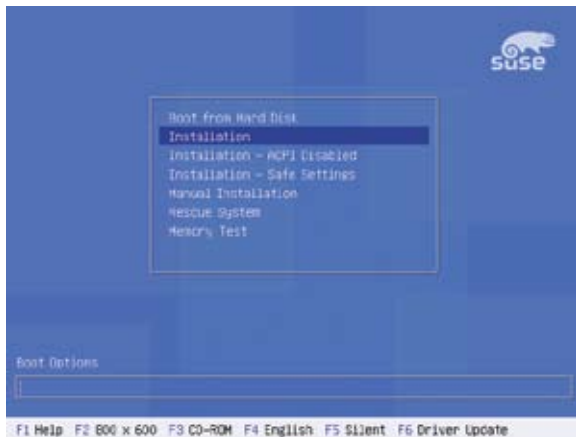 suse
Boot from Hard Disk
Installation
Installation - ACPI Disabled
Installation - Safe Settings
Manual Installation
Rescue System
Memory Test
Boot Options
F1 Help F2 800 x 600 F3 CD-ROM F4 English F5 Silent F6 Driver Update